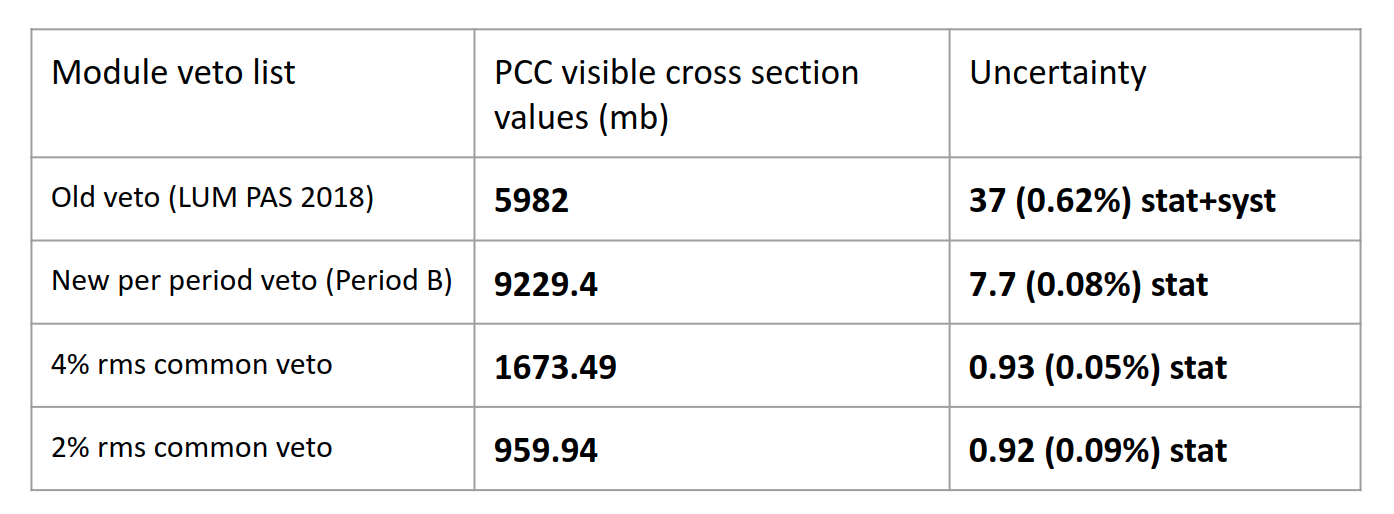 Module veto list
PCC visible cross section
values (mb)
Uncertainty
Old veto (LUM PAS 2018)
5982
37 (0.62%) stat+syst
New per period veto (Period B)
9229.4
7.7 (0.08%) stat
4% rms common veto
1673.49
0.93 (0.05%) stat
2% rms common veto
959.94
0.92 (0.09%) stat